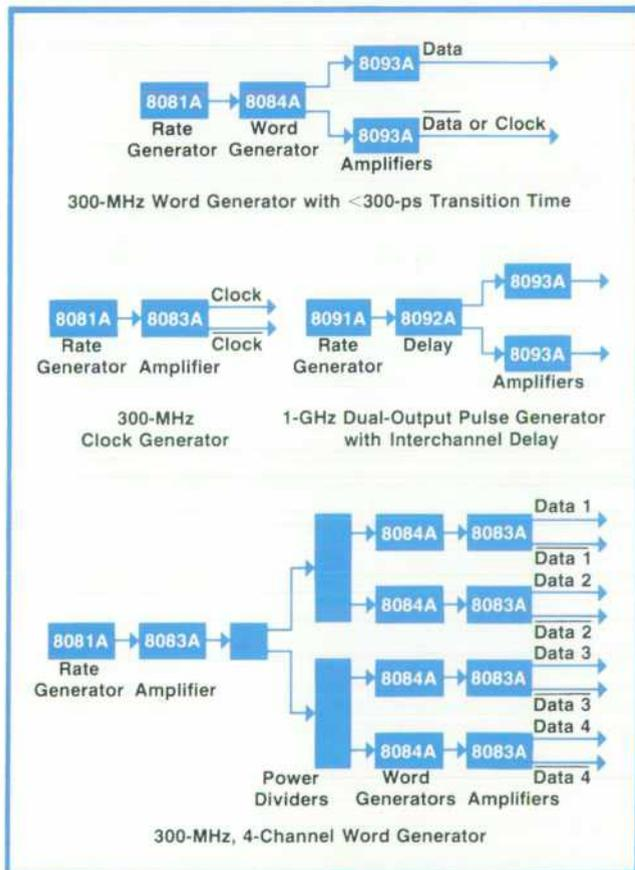 8093A Data
8081A 8084A
Rate Generator Word Generator
8093A Data or Clock
Amplifiers
300-MHz Word Generator with <300-ps Transition Time
8081A 8083A Clock
Clock
Rate Generator Amplifier
300-MHz
Clock Generator
8093A
8091A 8092A
Rate Generator Delay
8093A
Amplifiers
1-GHz Dual-Output Pulse Generator
with Interchannel Delay
8084A 8083A Data 1
Data 1
8084A 8083A Data 2
Data 2
8081A 8083A
Rate Generator Amplifier
8084A 8083A Data 3
Data 3
8084A 8083A Data 4
Data 4
Power Dividers Word Generators Amplifiers
300-MHz, 4-Channel Word Generator